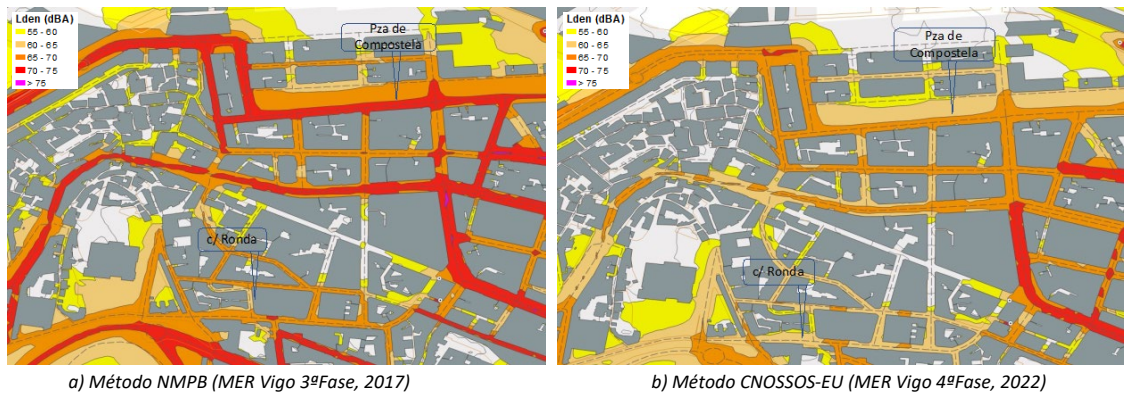 Lden (dBA)
55 - 60
60 - 65
65 - 70
70 - 75
> 75
Pza de
Compostela
c/ Ronda
a) Método NMPB (MER Vigo 3ªFase, 2017)
Lden (dBA)
55 - 60
60 - 65
65 - 70
70 - 75
> 75
Pza de
Compostela
c/ Ronda
b) Método CNOSSOS-EU (MER Vigo 4ªFase, 2022)